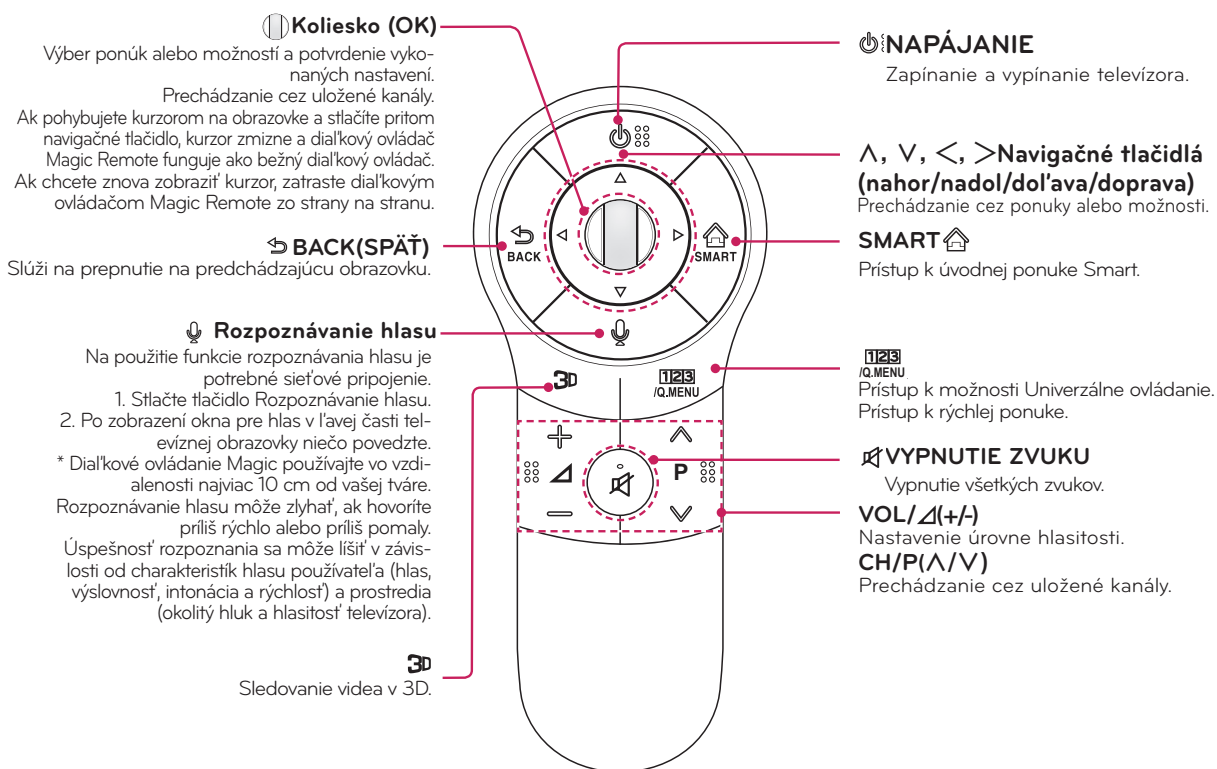 Koliesko (OK)
Výber ponúk alebo možností a potvrdenie vyko-
naných nastavení.
Prechádzanie cez uložené kanály.
Ak pohybujete kurzorom na obrazovke a stlačíte pritom
navigačné tlačidlo, kurzor zmizne a diaľkový ovládač
Magic Remote funguje ako bežný diaľkový ovládač.
Ak chcete znova zobraziť kurzor, zatraste diaľkovým
ovládačom Magic Remote zo strany na stranu.
BACK(SPÄŤ)
Slúži na prepnutie na predchádzajúcu obrazovku.
Rozpoznávanie hlasu
Na použitie funkcie rozpoznávania hlasu je
potrebné sieťové pripojenie.
1. Stlačte tlačidlo Rozpoznávanie hlasu.
2. Po zobrazení okna pre hlas v ľavej časti tel-
evíznej obrazovky niečo povedzte.
* Diaľkové ovládanie Magic používajte vo vzdi-
alenosti najviac 10 cm od vašej tváre.
Rozpoznávanie hlasu môže zlyhať, ak hovoríte
príliš rýchlo alebo príliš pomaly.
Úspešnosť rozpoznania sa môže líšiť v závis-
losti od charakteristík hlasu používateľa (hlas,
výslovnosť, intonácia a rýchlosť) a prostredia
(okolitý hluk a hlasitosť televízora).
3D
Sledovanie videa v 3D.
BACK
SMART
3D
123
/Q.MENU
P
NAPÁJANIE
Zapínanie a vypínanie televízora.
∧, ∨, <, >Navigačné tlačidlá
(nahor/nadol/doľava/doprava)
Prechádzanie cez ponuky alebo možnosti.
SMART
Prístup k úvodnej ponuke Smart.
123
/Q.MENU
Prístup k možnosti Univerzálne ovládanie.
Prístup k rýchlej ponuke.
VYPNUTIE ZVUKU
Vypnutie všetkých zvukov.
VOL/⊿(+/-)
Nastavenie úrovne hlasitosti.
CH/P(∧/∨)
Prechádzanie cez uložené kanály.